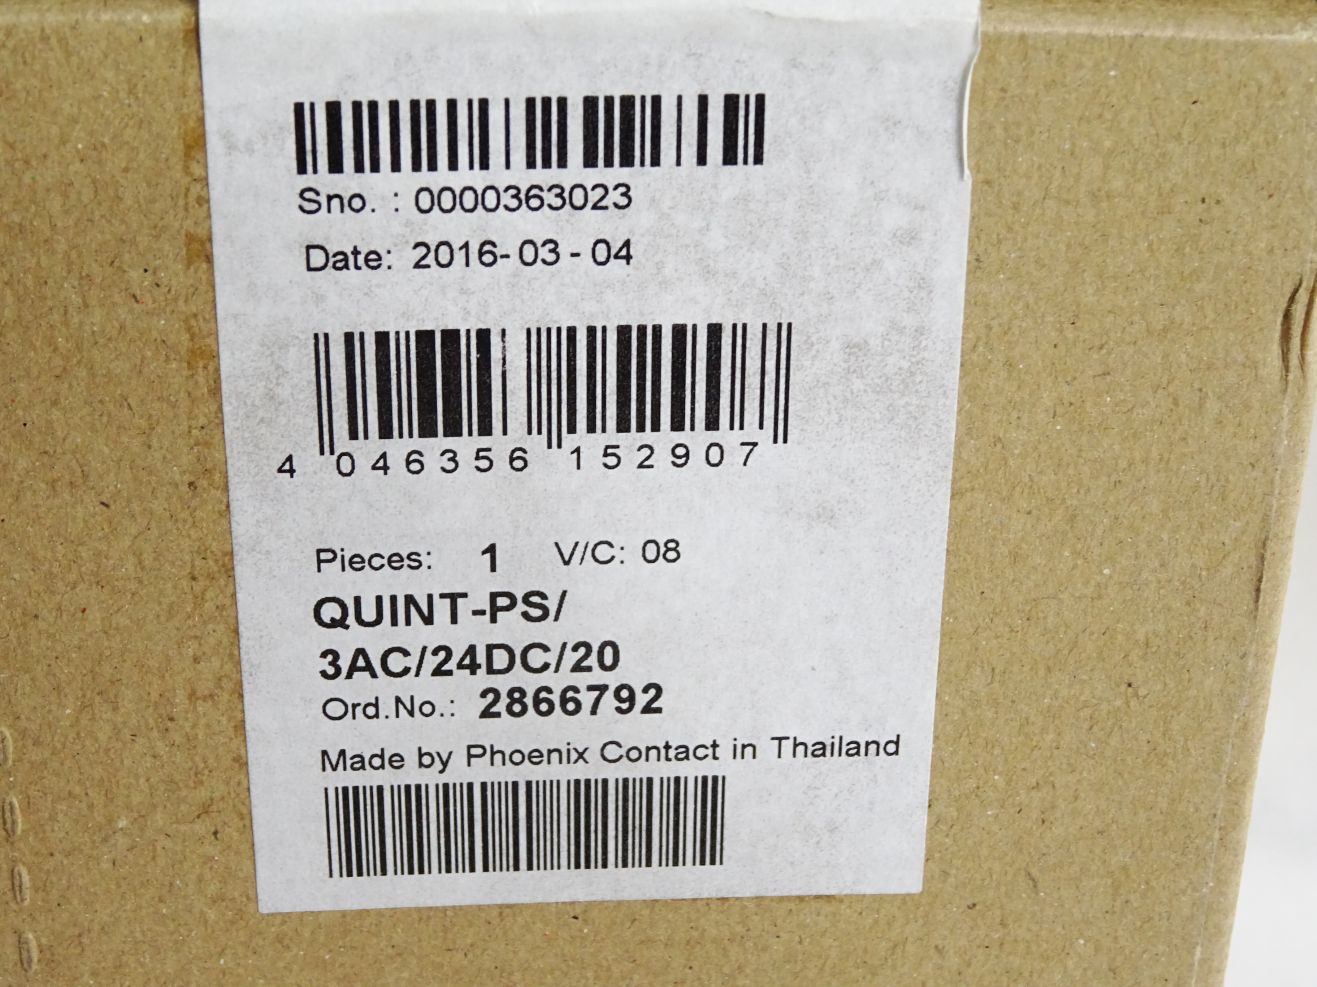 Sno. : 0000363023
Date: 2016-03-04
4 046356 152907
Pieces: 1 V/C: 08
QUINT-PS/
3AC/24DC/20
Ord.No.: 2866792
Made by Phoenix Contact in Thailand